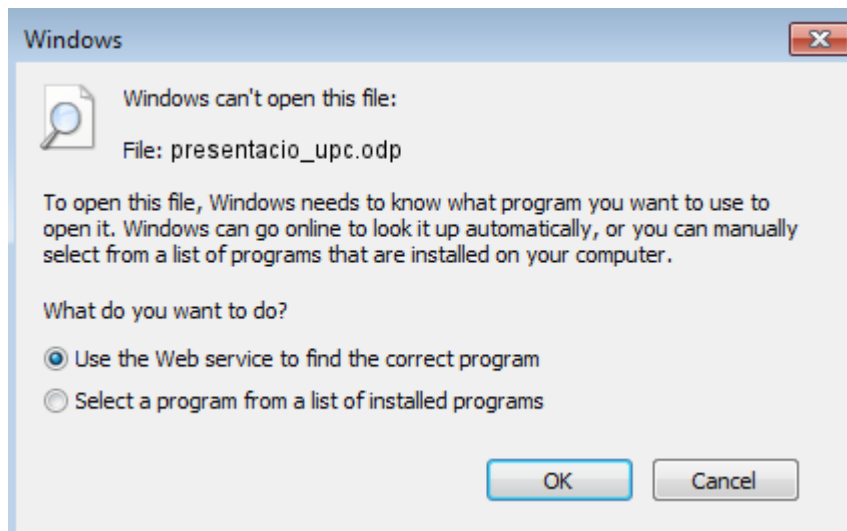 Windows
Windows can't open this file:
File: presentacio_upc.odp
To open this file, Windows needs to know what program you want to use to
open it. Windows can go online to look it up automatically, or you can manually
select from a list of programs that are installed on your computer.
What do you want to do?
Use the Web service to find the correct program
Select a program from a list of installed programs
OK
Cancel